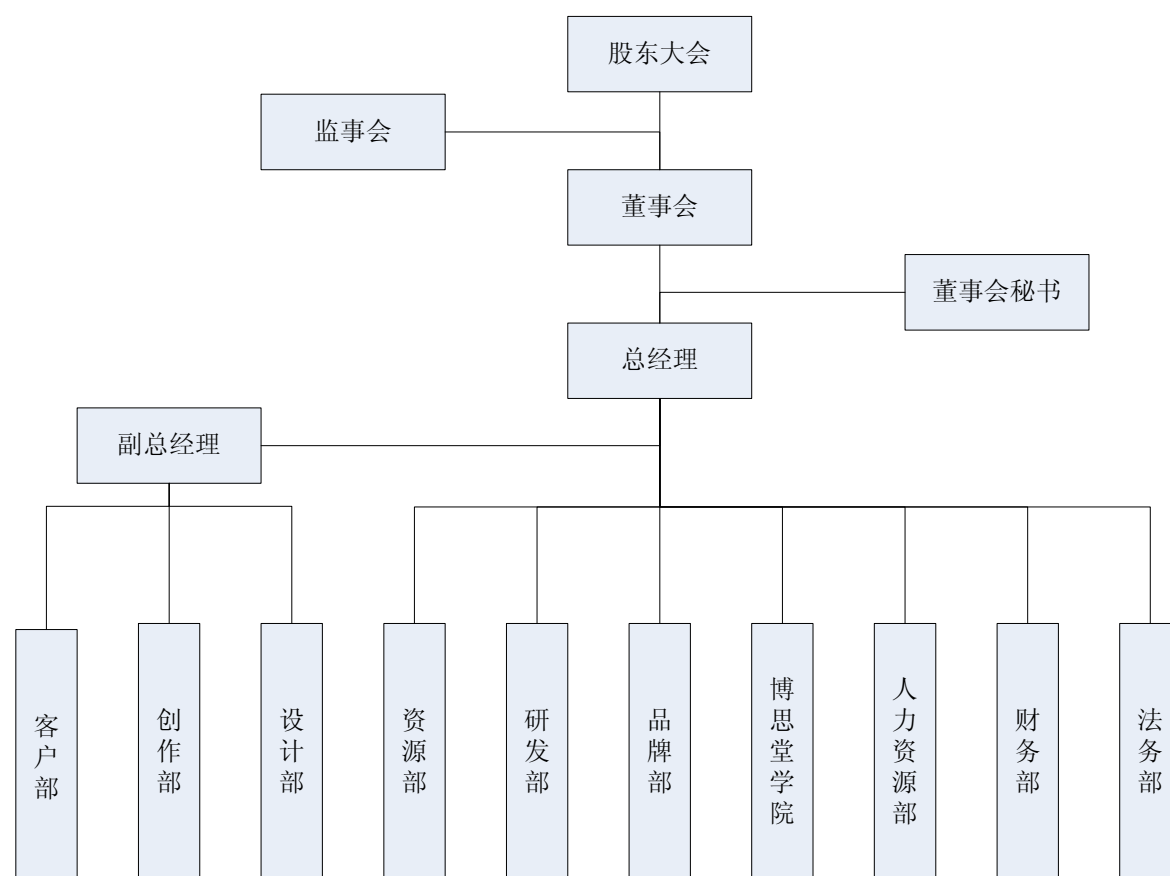 股东大会
监事会
董事会
董事会秘书
总经理
副总经理
客户部
创作部
设计部
资源部
研发部
品牌部
博思堂学院
人力资源部
财务部
法务部